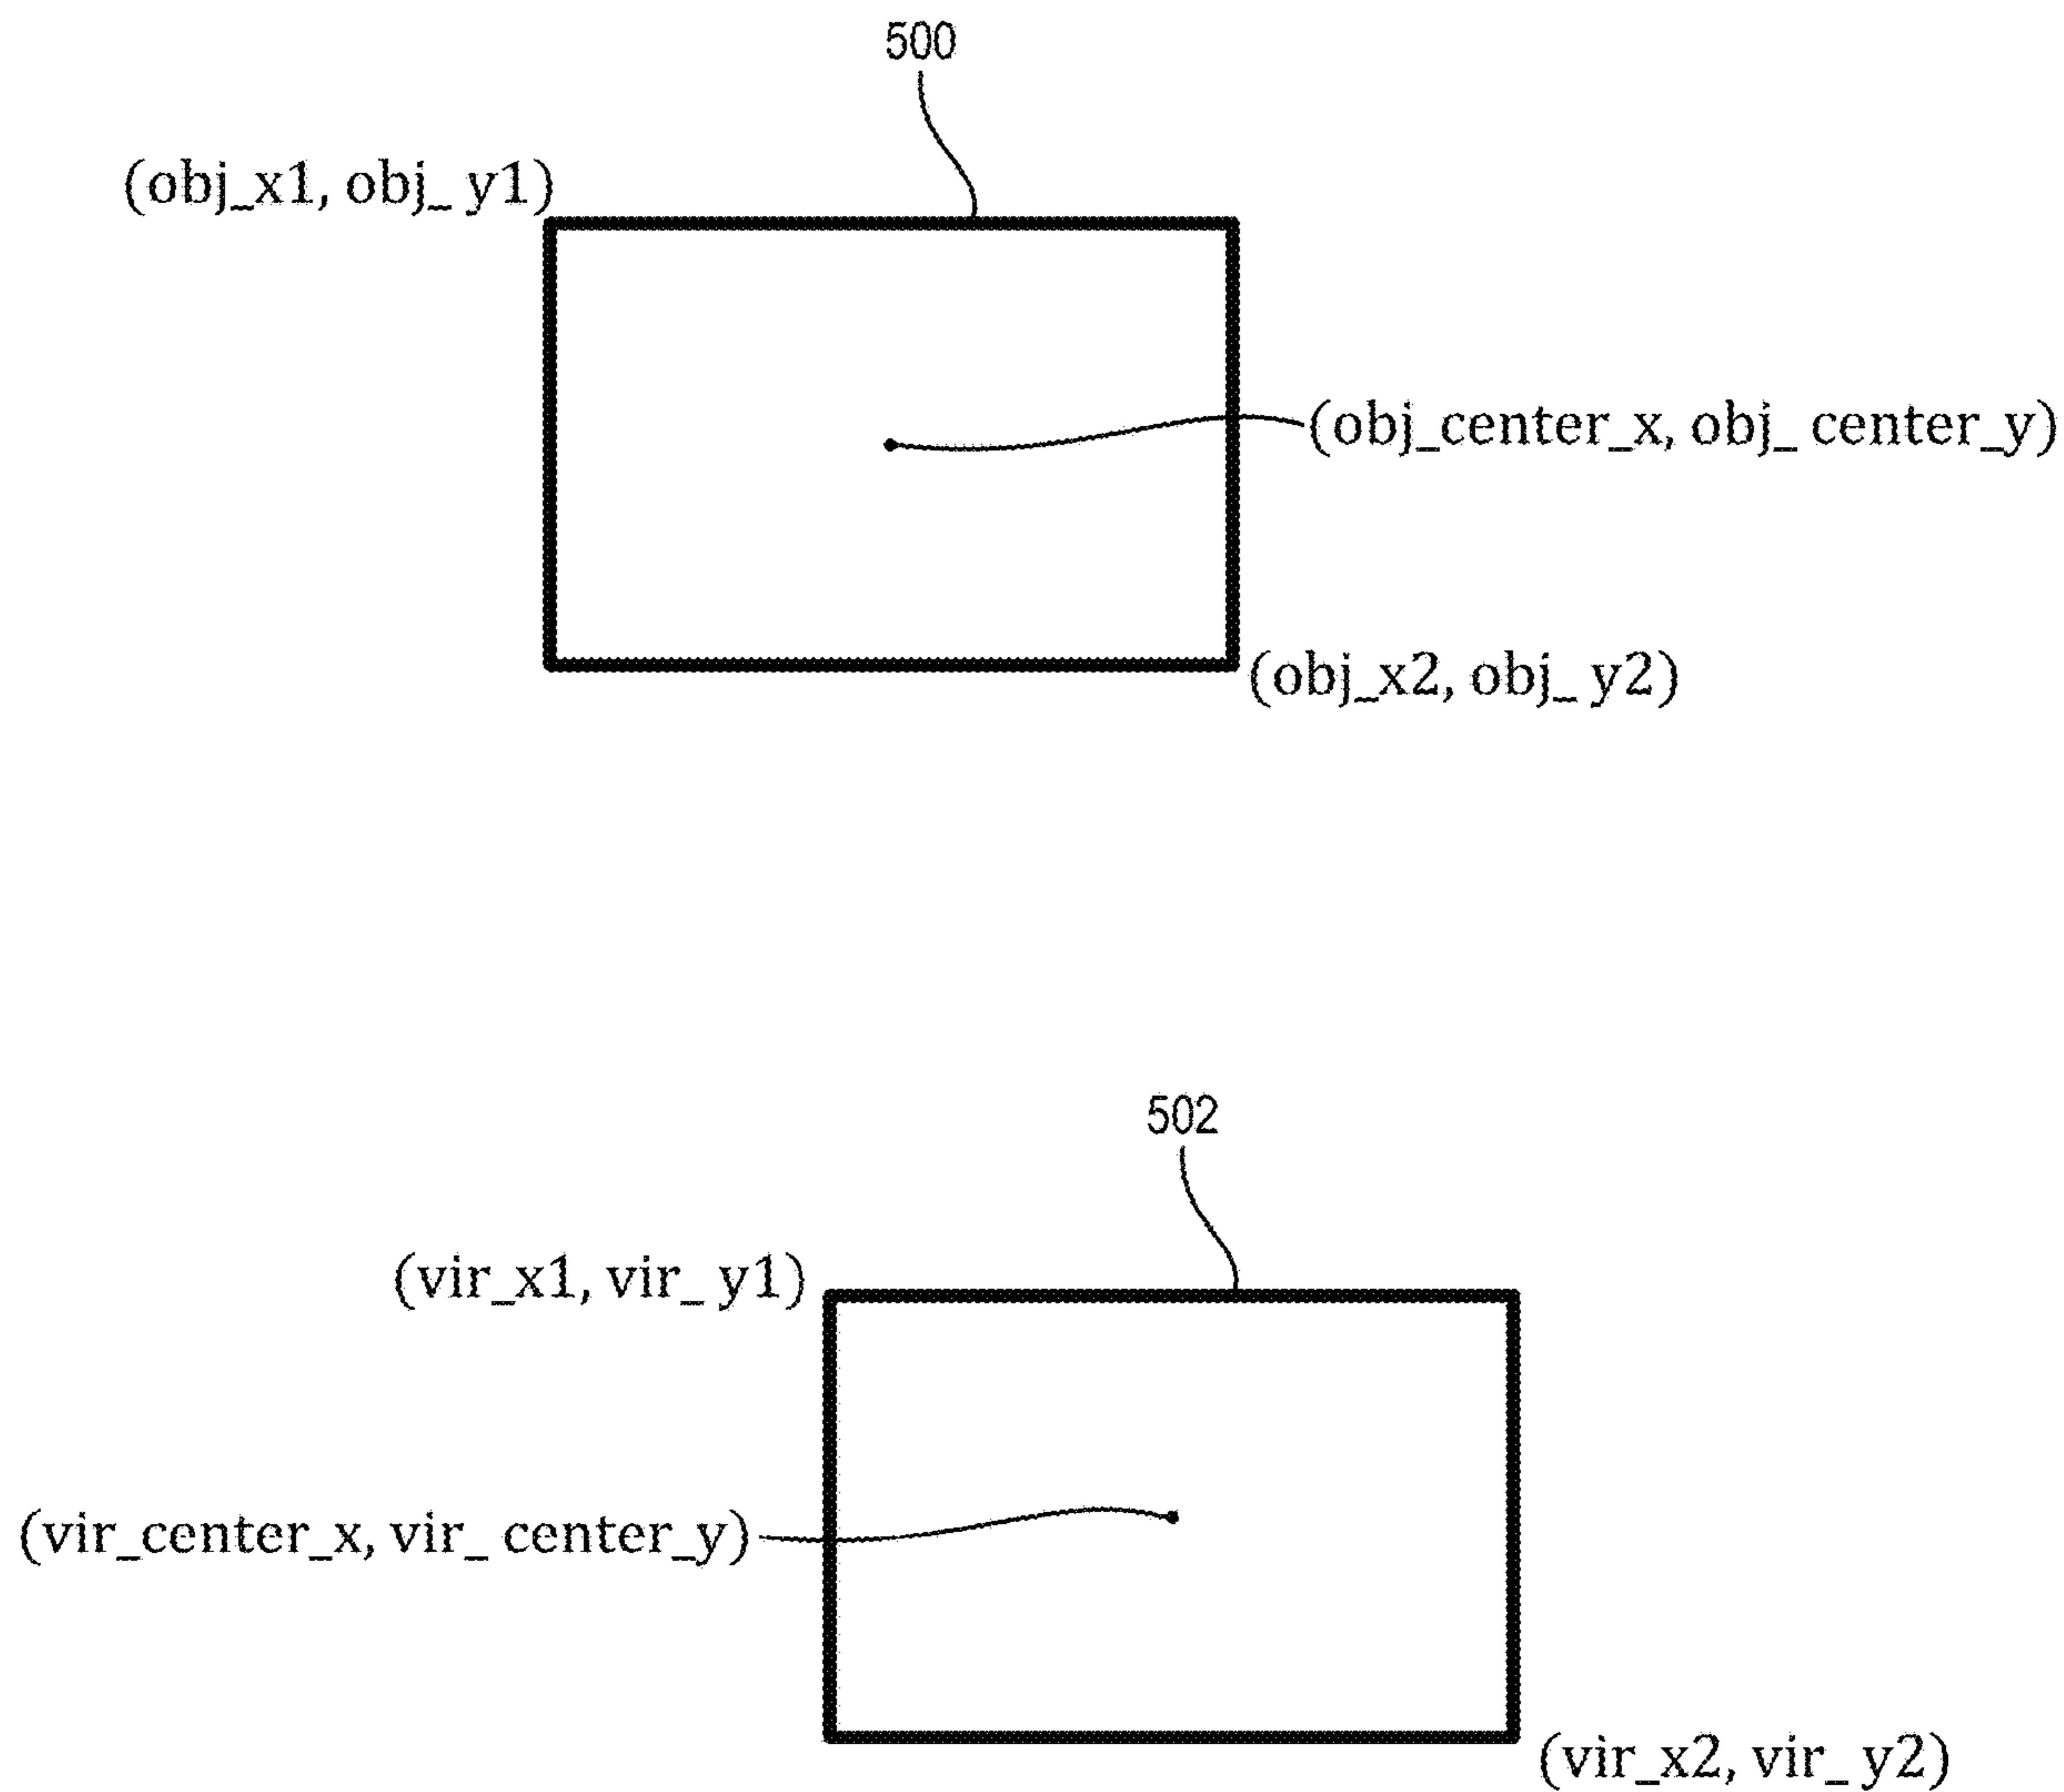 500
(obj_x1, obj_ y1)
(obj_center_x, obj_ center_y)
(obj_x2, obj_ y2)
502
(vir_x1, vir_ y1)
(vir_center_x, vir_ center_y)
(vir_x2, vir_ y2)